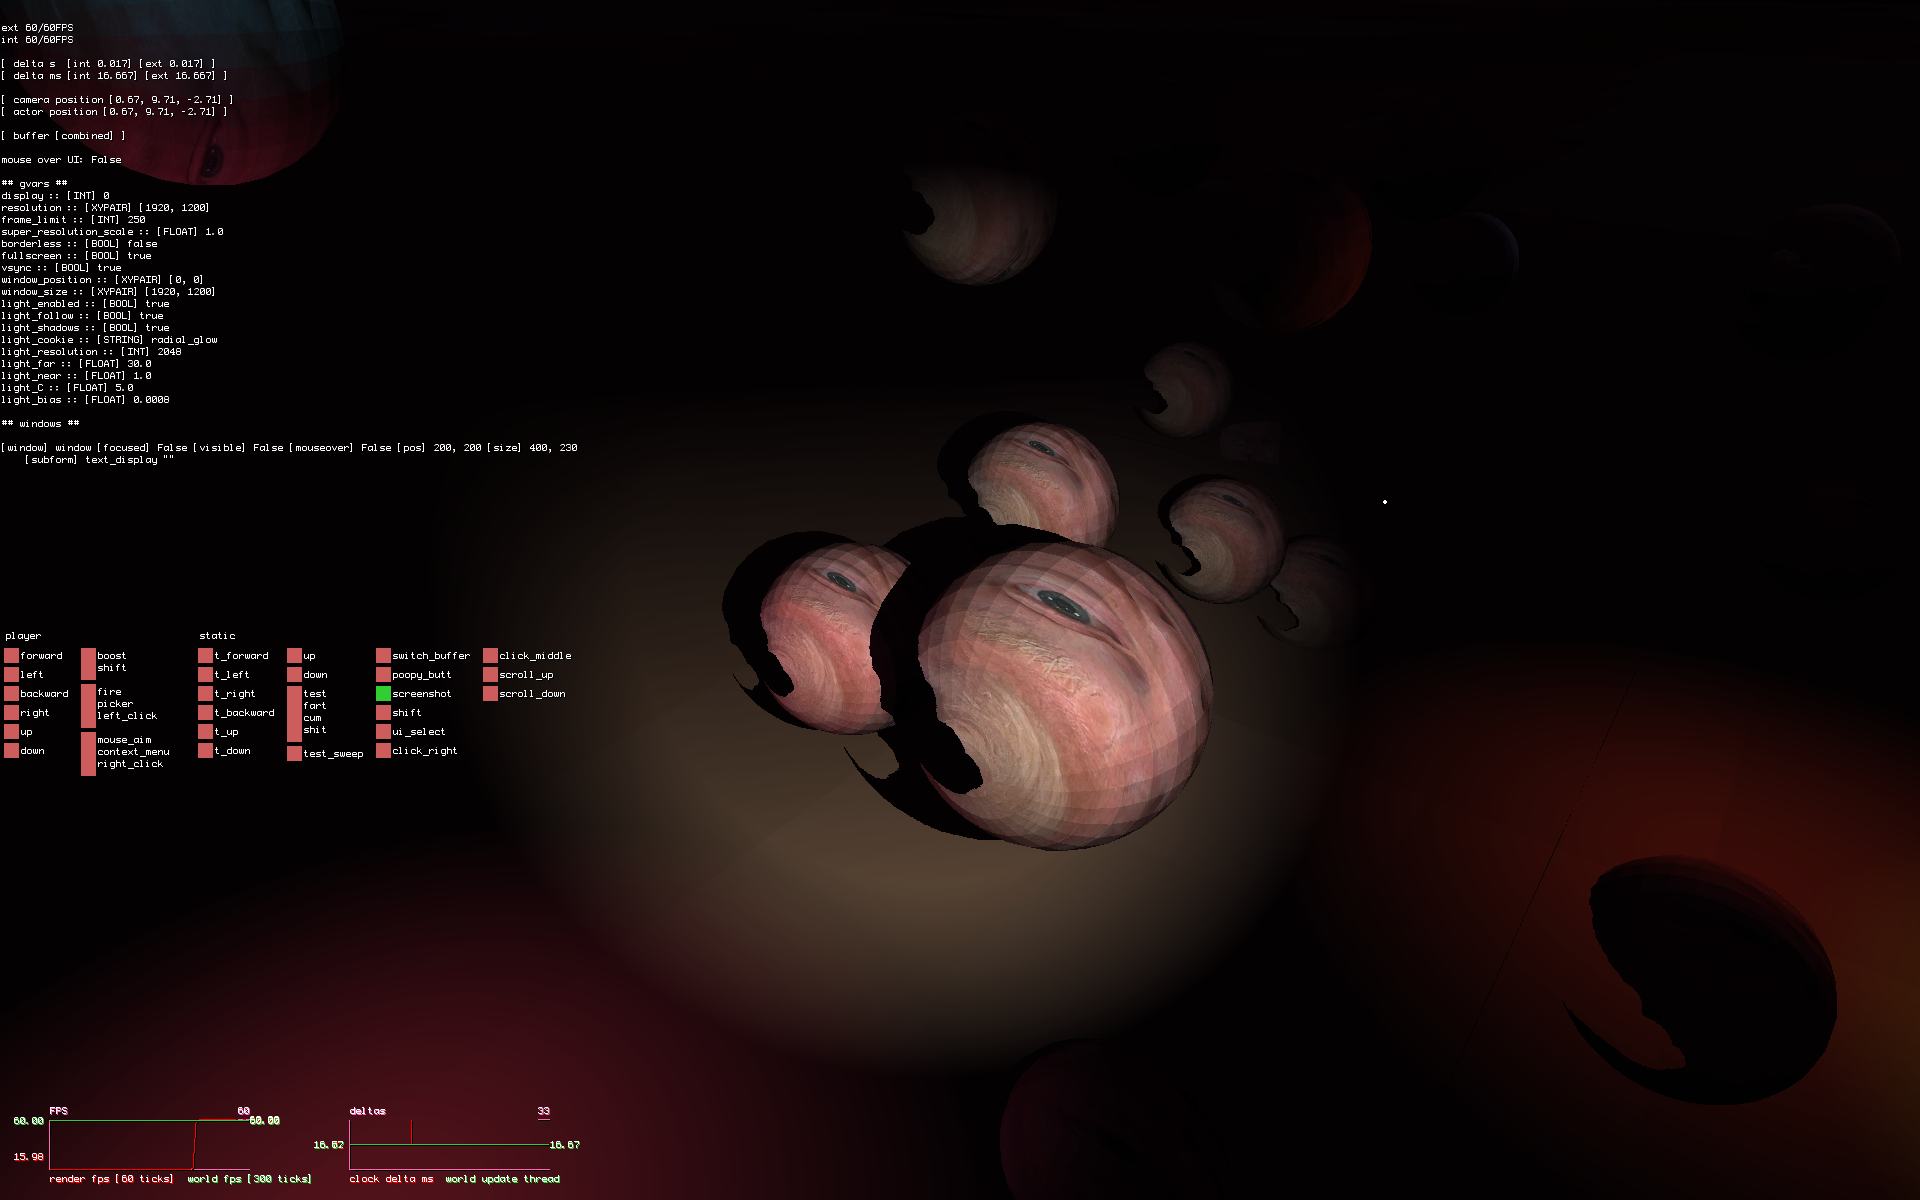 ext 60/60FPS
int 60/60FPS
[ delta s  [int 0.017] [ext 0.017] ]
[ delta ms [int 16.667] [ext 16.667] ]
[ camera position [0.67, 9.71, -2.71] ]
[ actor position [0.67, 9.71, -2.71] ]
[ buffer [combined] ]
mouse over UI: False
## gvars ##
display :: [INT] 0
resolution :: [XYPAIR] [1920, 1200]
frame_limit :: [INT] 250
super_resolution_scale :: [FLOAT] 1.0
borderless :: [BOOL] false
fullscreen :: [BOOL] true
vsync :: [BOOL] true
window_position :: [XYPAIR] [0, 0]
window_size :: [XYPAIR] [1920, 1200]
light_enabled :: [BOOL] true
light_follow :: [BOOL] true
light_shadows :: [BOOL] true
light_cookie :: [STRING] radial_glow
light_resolution :: [INT] 2048
light_far :: [FLOAT] 30.0
light_near :: [FLOAT] 1.0
light_C :: [FLOAT] 5.0
light_bias :: [FLOAT] 0.0008
## windows ##
[window] window [focused] False [visible] False [mouseover] False [pos] 200, 200 [size] 400, 230
[subform] text_display ""
player
forward
left
backward
right
up
down
boost
shift
fire
picker
left_click
mouse_aim
context_menu
right_click
static
t_forward
t_left
t_right
t_backward
t_up
t_down
up
down
test
fart
cum
shit
test_sweep
switch_buffer
poopy_butt
screenshot
shift
ui_select
click_right
click_middle
scroll_up
scroll_down
FPS 60
60.00 60.00
15.98
render fps [60 ticks] world fps [300 ticks]
deltas 33
16.67
clock delta ms world update thread